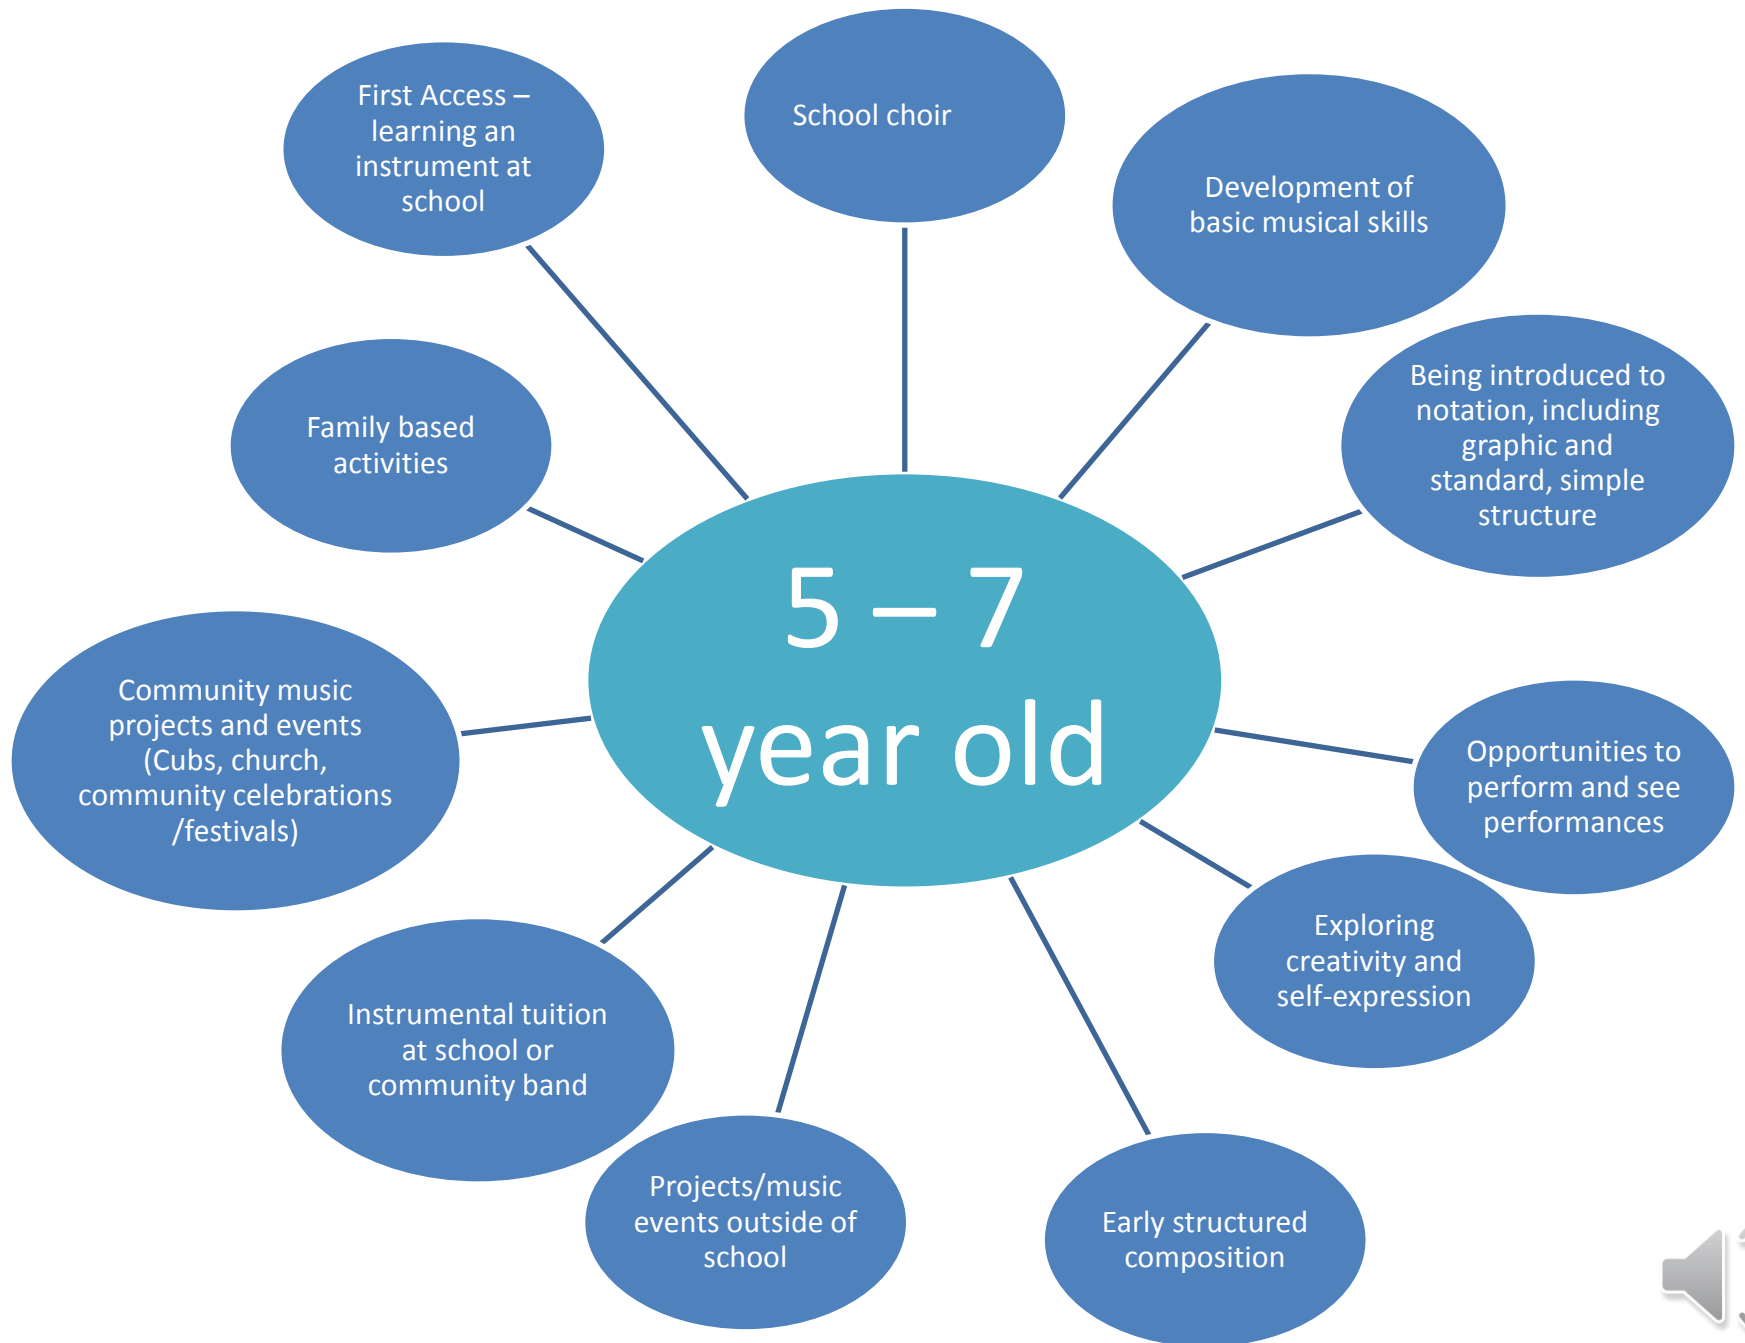 First Access –
learning an
instrument at
school
School choir
Development of
basic musical skills
Being introduced to
notation, including
graphic and
standard, simple
structure
Family based
activities
5 – 7
year old
Community music
projects and events
(Cubs, church,
community celebrations
/festivals)
Opportunities to
perform and see
performances
Exploring
creativity and
self-expression
Instrumental tuition
at school or
community band
Projects/music
events outside of
school
Early structured
composition